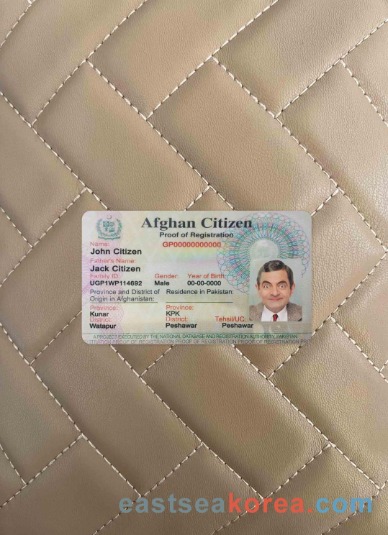 Afghan Citizen
Proof of Registration
Name: GP00000000000
John Citizen
Father's Name
Jack Citizen
Family ID Gender: Year of Birth
UGP1WP114692 Male 00-00-0000
Province and District of Residence in Pakistan:
Origin in Afghanistan:
Province: Province:
Kunar KPK
District: District: Tehsil/UC:
Watapur Peshawar Peshawar
eastseakorea.com